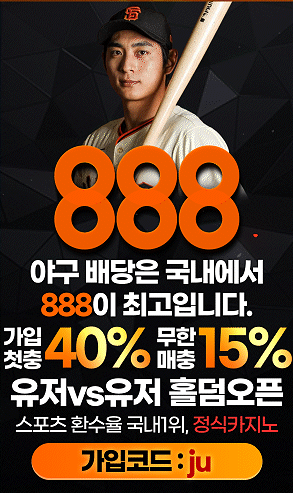 SF
888
야구 배당은 국내에서
888이 최고입니다.
가입 첫충 40% 무한 매충 15%
유저vs유저 홀덤오픈
스포츠 환수율 국내1위, 정식카지노
가입코드 : ju